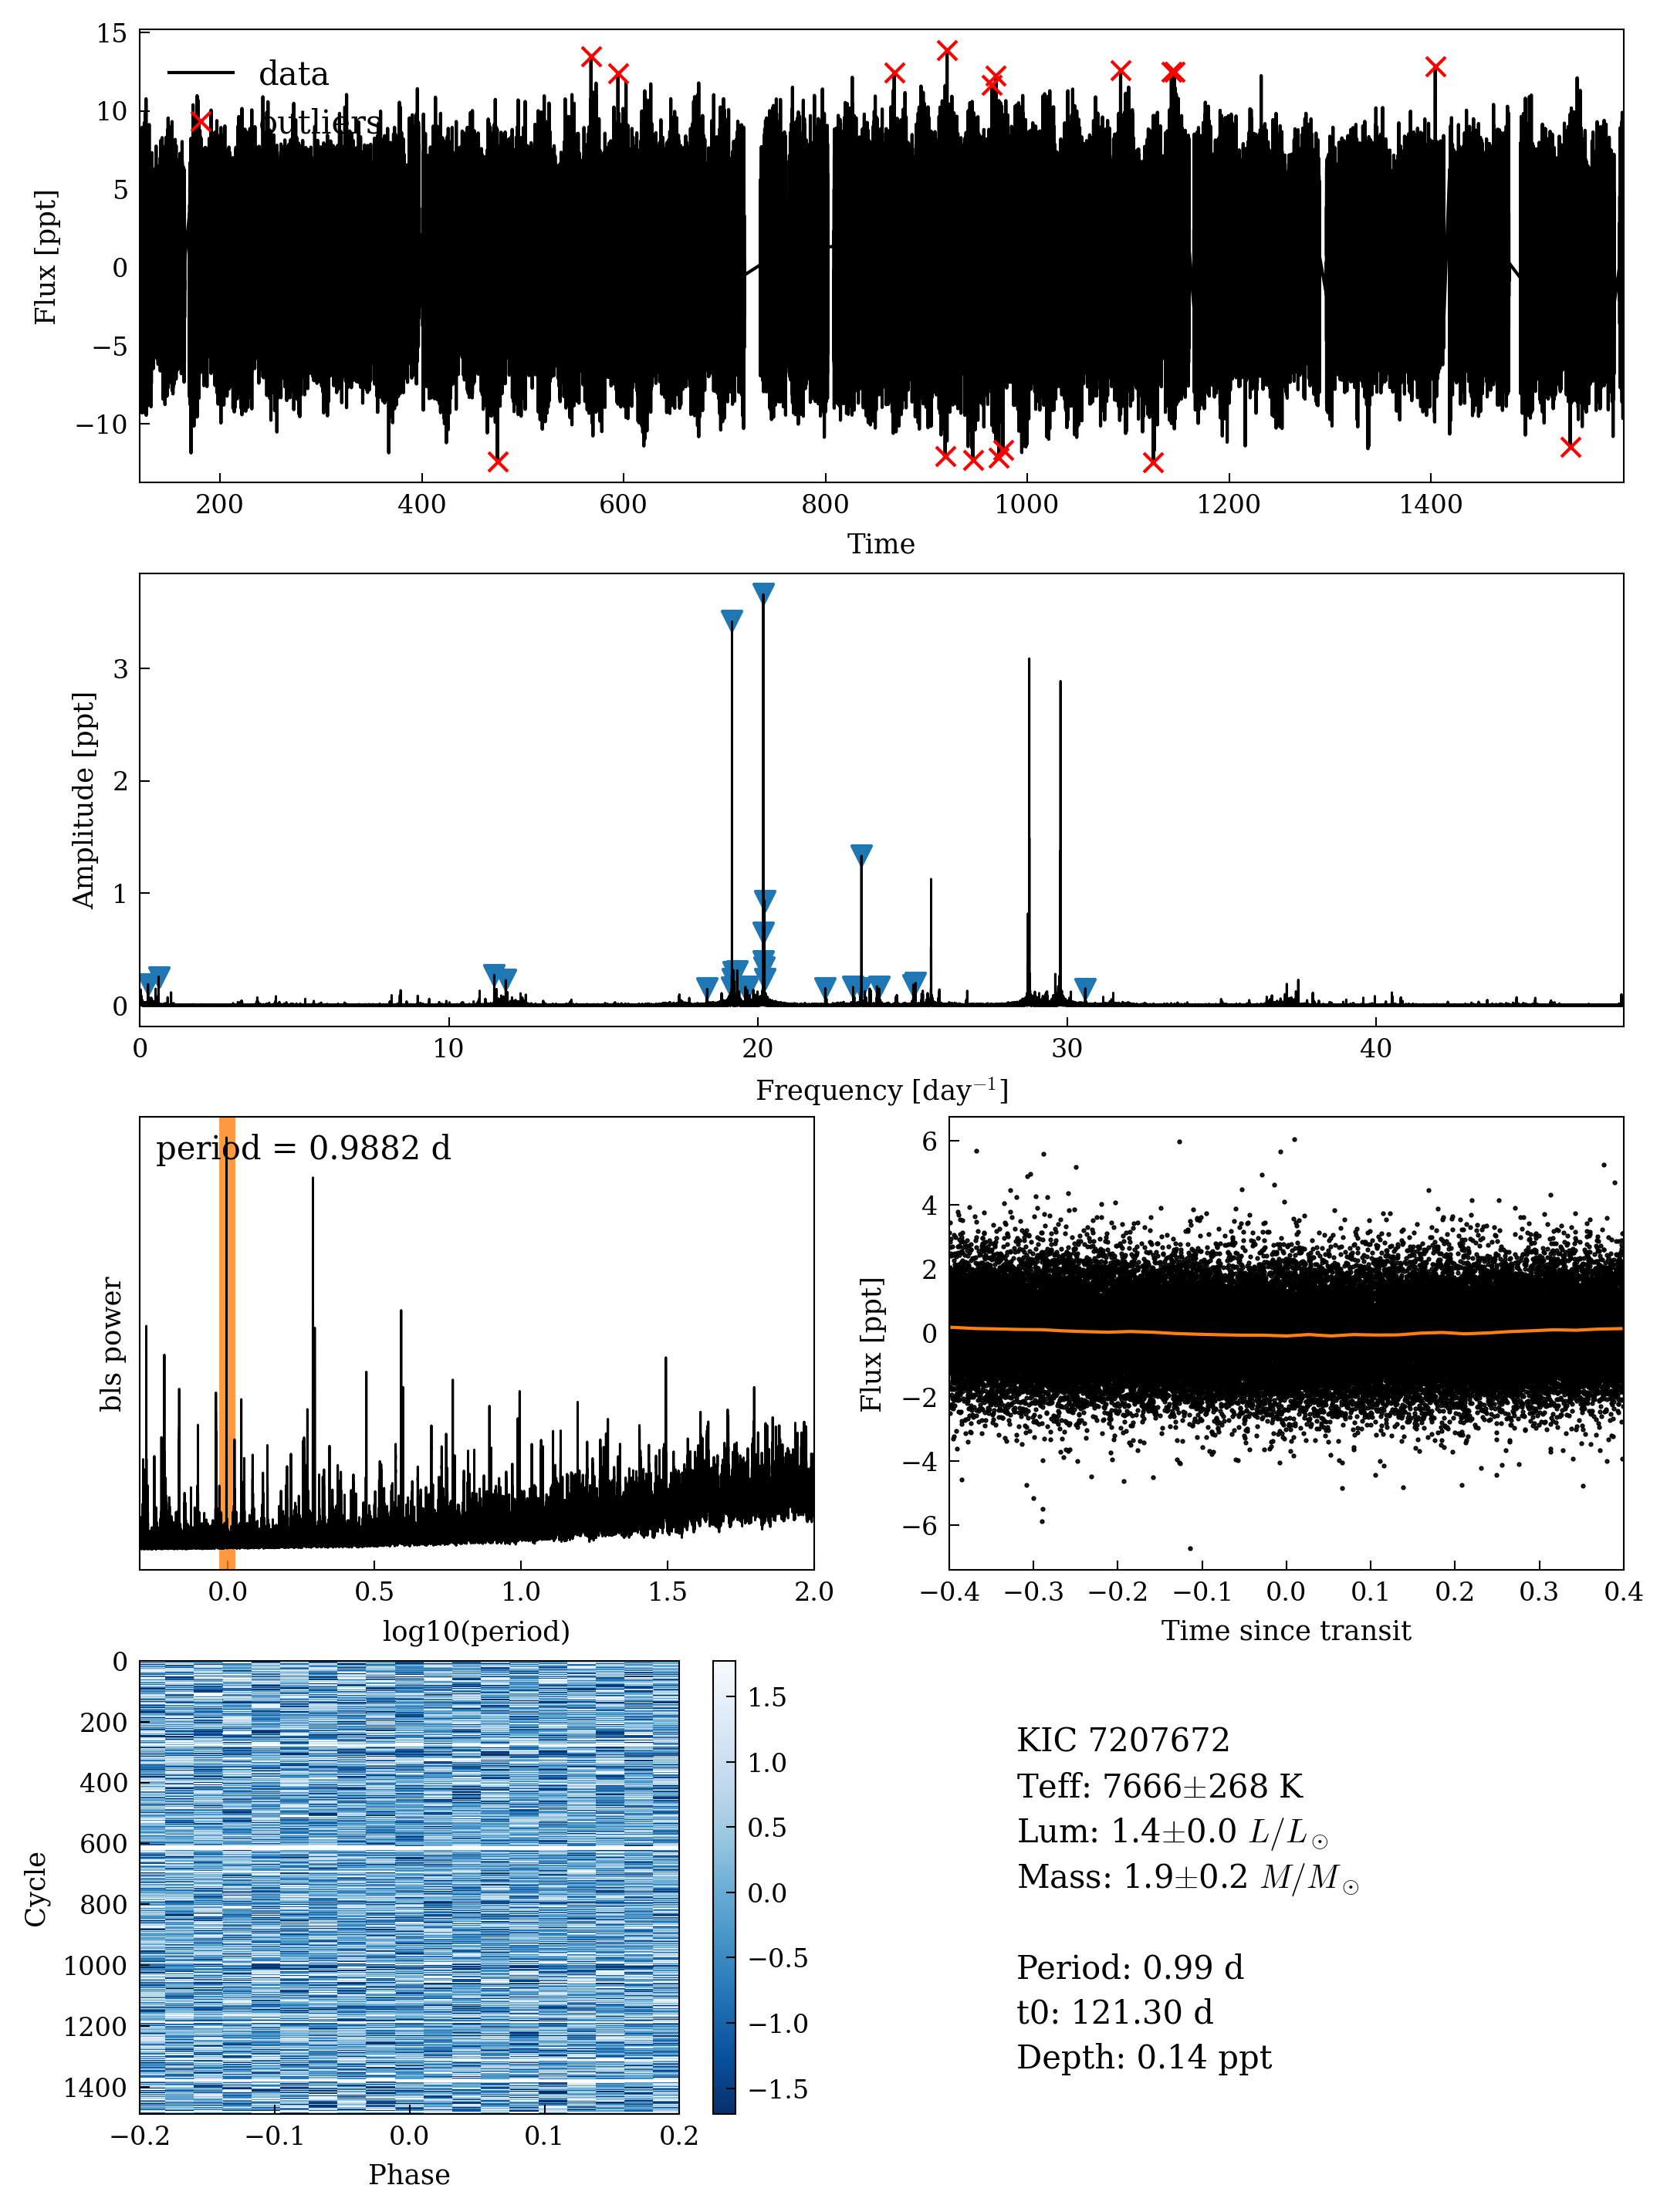 15
10
5
0
−5
−10
Flux [ppt]
data
outliers
200 400 600 800 1000 1200 1400
Time
3
2
1
0
Amplitude [ppt]
0 10 20 30 40
Frequency [day⁻¹]
period = 0.9882 d
bls power
0.0 0.5 1.0 1.5 2.0
log10(period)
6
4
2
0
−2
−4
−6
Flux [ppt]
−0.4 −0.3 −0.2 −0.1 0.0 0.1 0.2 0.3 0.4
Time since transit
0
200
400
600
800
1000
1200
1400
Cycle
−0.2 −0.1 0.0 0.1 0.2
Phase
1.5
1.0
0.5
0.0
−0.5
−1.0
−1.5
KIC 7207672
Teff: 7666±268 K
Lum: 1.4±0.0 L/L⊙
Mass: 1.9±0.2 M/M⊙
Period: 0.99 d
t0: 121.30 d
Depth: 0.14 ppt